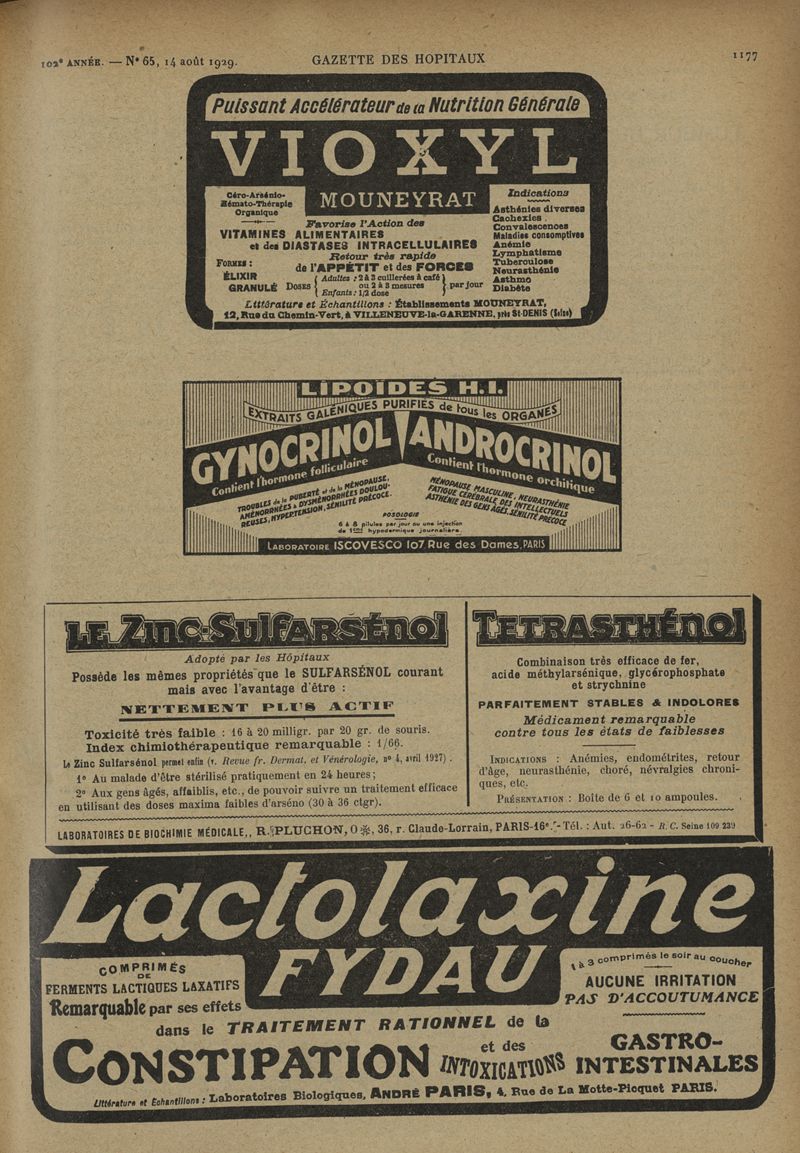 102e ANNÉE. — N° 65, 14 août 1929.
GAZETTE DES HOPITAUX
1177
Puissant Accélérateur de la Nutrition Générale
VIOXYL
MOUNEYRAT
Céro-Arsénio-
Hémato-Thérapie
Organique
Favorise l'Action des
VITAMINES ALIMENTAIRES
et des DIASTASES INTRACELLULAIRES
Retour très rapide
de l'APPÉTIT et des FORCES
FORMES :
ÉLIXIR
GRANULÉ
DOSES
Adultes : 2 à 3 cuillerées à café
ou 2 à 3 mesures
Enfants : 1/2 dose
par jour
Indications
Asthénies diverses
Cachexies
Convalescences
Maladies consomptives
Anémie
Lymphatisme
Tuberculose
Neurasthénie
Asthme
Diabète
Littérature et Échantillons : Établissements MOUNEYRAT,
12, Rue du Chemin-Vert, à VILLENEUVE-la-GARENNE, près St-DENIS (Seine)
LIPOÏDES H.I.
EXTRAITS GALÉNIQUES PURIFIÉS de tous les ORGANES
GYNOCRINOL
Contient l'hormone folliculaire
TROUBLES de la PUBERTÉ et de la MÉNOPAUSE,
AMÉNORRHÉES & DYSMÉNORRHÉES DOULOU-
REUSES, HYPERTENSION, SÉNILITÉ PRÉCOCE.
ANDROCRINOL
Contient l'hormone orchitique
MÉNOPAUSE MASCULINE, NEURASTHÉNIE
FATIGUE CÉRÉBRALE DES INTELLECTUELS
ASTHÉNIE DES GENS AGÉS, SÉNILITÉ PRÉCOCE
POSOLOGIE
6 à 8 pilules par jour ou une injection
de 1cmc hypodermique journalière.
LABORATOIRE ISCOVESCO 107 Rue des Dames, PARIS
LE Zinc-Sulfarsénol
Adopté par les Hôpitaux
Possède les mêmes propriétés que le SULFARSÉNOL courant
mais avec l'avantage d'être :
NETTEMENT PLUS ACTIF
Toxicité très faible : 16 à 20 milligr. par 20 gr. de souris.
Index chimiothérapeutique remarquable : 1/66.
Le Zinc Sulfarsénol permet enfin (v. Revue fr. Dermat. et Vénérologie, n° 4, avril 1927).
1° Au malade d'être stérilisé pratiquement en 24 heures;
2° Aux gens âgés, affaiblis, etc., de pouvoir suivre un traitement efficace
en utilisant des doses maxima faibles d'arséno (30 à 36 ctgr).
TETRASTHÉnol
Combinaison très efficace de fer,
acide méthylarsénique, glycérophosphate
et strychnine
PARFAITEMENT STABLES & INDOLORES
Médicament remarquable
contre tous les états de faiblesses
INDICATIONS : Anémies, endométrites, retour
d'âge, neurasthénie, choré, névralgies chroni-
ques, etc.
PRÉSENTATION : Boite de 6 et 10 ampoules.
LABORATOIRES DE BIOCHIMIE MÉDICALE,, R. PLUCHON, O, 36, r. Claude-Lorrain, PARIS-16e - Tél. : Aut. 26-62 - R. C. Seine 109 239
Lactolaxine
FYDAU
COMPRIMÉS
DE
FERMENTS LACTIQUES LAXATIFS
Remarquable par ses effets
1 à 3 comprimés le soir au coucher
AUCUNE IRRITATION
PAS D'ACCOUTUMANCE
dans le TRAITEMENT RATIONNEL de la
CONSTIPATION et des INTOXICATIONS GASTRO-
INTESTINALES
Littérature et Échantillons : Laboratoires Biologiques, ANDRÉ PARIS, 4, Rue de La Motte-Picquet PARIS.